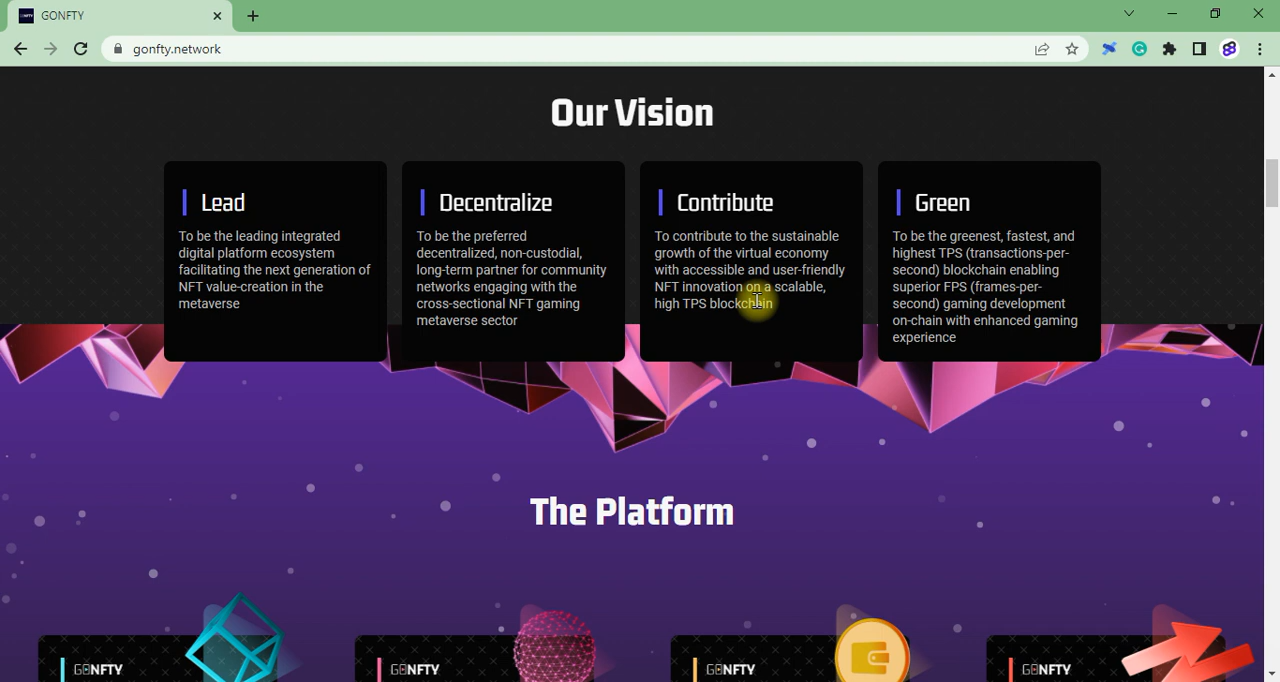 GONFTY
gonfty.network
Our Vision
Lead
To be the leading integrated
digital platform ecosystem
facilitating the next generation of
NFT value-creation in the
metaverse
Decentralize
To be the preferred
decentralized, non-custodial,
long-term partner for community
networks engaging with the
cross-sectional NFT gaming
metaverse sector
Contribute
To contribute to the sustainable
growth of the virtual economy
with accessible and user-friendly
NFT innovation on a scalable,
high TPS blockchain
Green
To be the greenest, fastest, and
highest TPS (transactions-per-
second) blockchain enabling
superior FPS (frames-per-
second) gaming development
on-chain with enhanced gaming
experience
The Platform
GONFTY
GONFTY
GONFTY
GONFTY